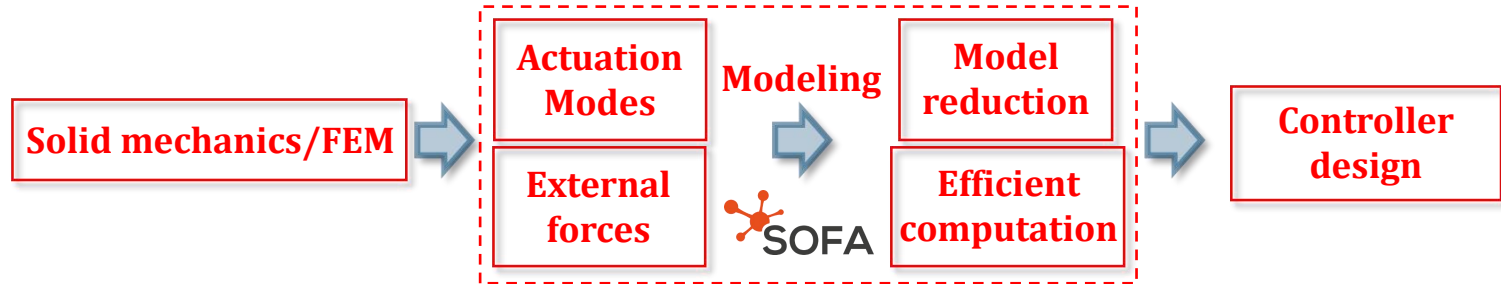 Solid mechanics/FEM
Actuation
Modes
External
forces
Modeling
SOFA
Model
reduction
Efficient
computation
Controller
design